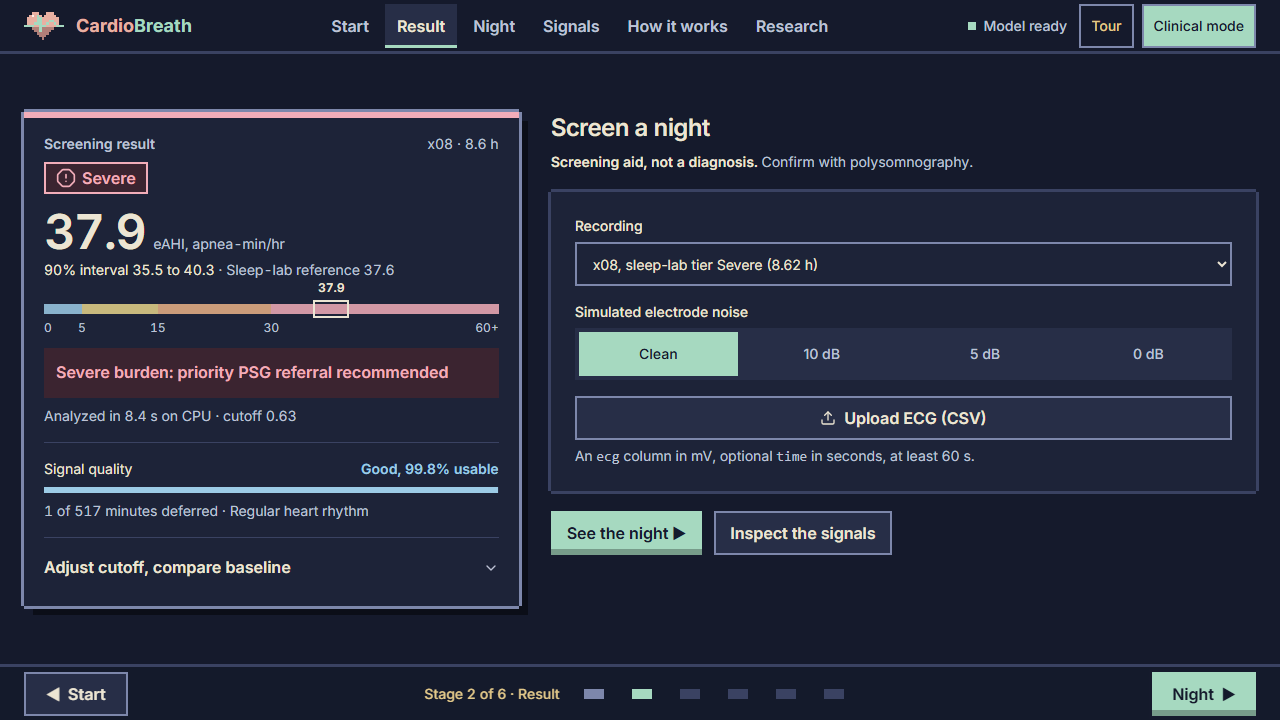 CardioBreath
Start Result Night Signals How it works Research
Model ready Tour Clinical mode
Screening result x08 · 8.6 h
Severe
37.9 eAHI, apnea-min/hr
90% interval 35.5 to 40.3 · Sleep-lab reference 37.6
37.9
0 5 15 30 60+
Severe burden: priority PSG referral recommended
Analyzed in 8.4 s on CPU · cutoff 0.63
Signal quality Good, 99.8% usable
1 of 517 minutes deferred · Regular heart rhythm
Adjust cutoff, compare baseline
Screen a night
Screening aid, not a diagnosis. Confirm with polysomnography.
Recording
x08, sleep-lab tier Severe (8.62 h)
Simulated electrode noise
Clean 10 dB 5 dB 0 dB
Upload ECG (CSV)
An ecg column in mV, optional time in seconds, at least 60 s.
See the night ▶ Inspect the signals
◀ Start Stage 2 of 6 · Result Night ▶